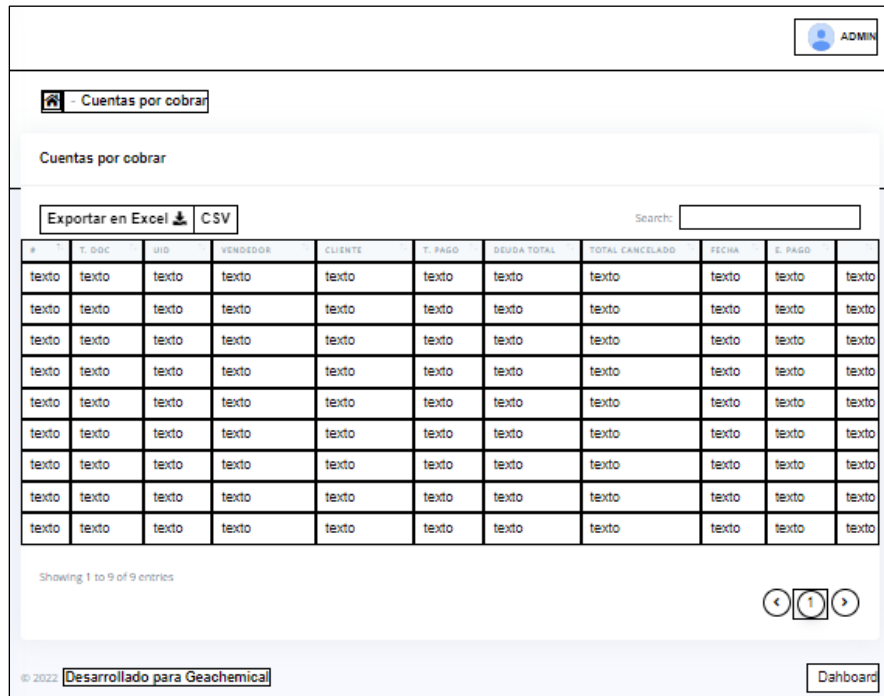 ADMIN
- Cuentas por cobrar
Cuentas por cobrar
Exportar en Excel CSV Search:
# T. DOC UID VENDEDOR CLIENTE T. PAGO DEUDA TOTAL TOTAL CANCELADO FECHA E. PAGO
texto texto texto texto texto texto texto texto texto texto texto
texto texto texto texto texto texto texto texto texto texto texto
texto texto texto texto texto texto texto texto texto texto texto
texto texto texto texto texto texto texto texto texto texto texto
texto texto texto texto texto texto texto texto texto texto texto
texto texto texto texto texto texto texto texto texto texto texto
texto texto texto texto texto texto texto texto texto texto texto
texto texto texto texto texto texto texto texto texto texto texto
texto texto texto texto texto texto texto texto texto texto texto
Showing 1 to 9 of 9 entries
1
© 2022 Desarrollado para Geachemical Dahboard